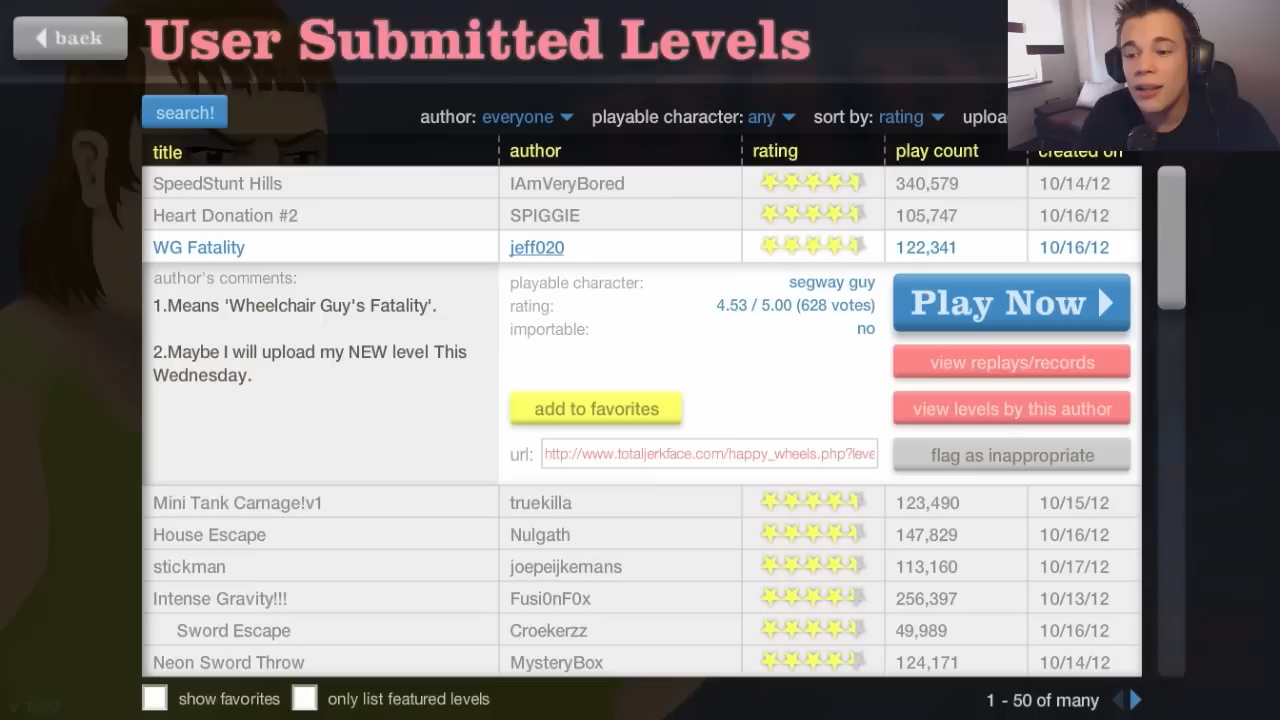 back
User Submitted Levels
search!
author: everyone playable character: any sort by: rating uploa
title author rating play count created on
SpeedStunt Hills IAmVeryBored 340,579 10/14/12
Heart Donation #2 SPIGGIE 105,747 10/16/12
WG Fatality jeff020 122,341 10/16/12
author's comments:
1.Means 'Wheelchair Guy's Fatality'.
2.Maybe I will upload my NEW level This
Wednesday.
playable character: segway guy
rating: 4.53 / 5.00 (628 votes)
importable: no
add to favorites
url: http://www.totaljerkface.com/happy_wheels.php?leve
Play Now
view replays/records
view levels by this author
flag as inappropriate
Mini Tank Carnage!v1 truekilla 123,490 10/15/12
House Escape Nulgath 147,829 10/16/12
stickman joepeijkemans 113,160 10/17/12
Intense Gravity!!! Fusi0nF0x 256,397 10/13/12
Sword Escape Croekerzz 49,989 10/16/12
Neon Sword Throw MysteryBox 124,171 10/14/12
show favorites only list featured levels 1 - 50 of many